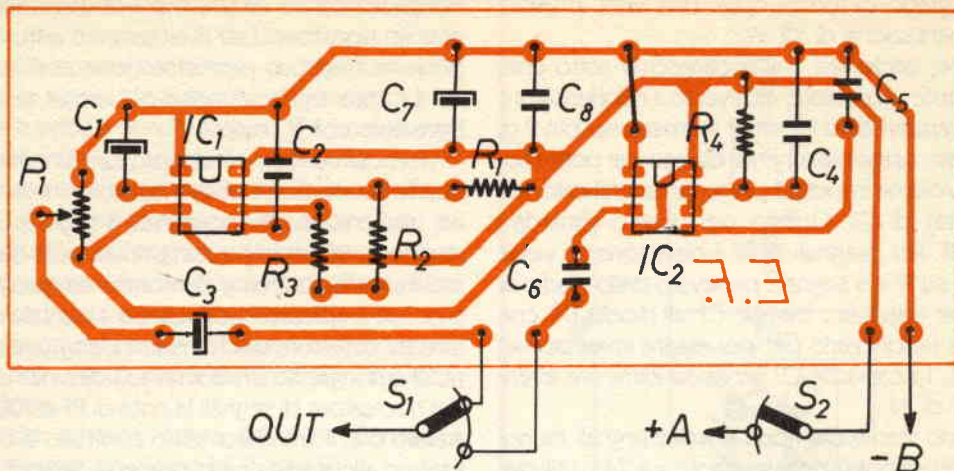 C7
C8
C5
C1
IC1
C2
R1
R4
C4
P1
R3
R2
C6
IC2
E.F.
C3
S1
S2
OUT
+A
-B